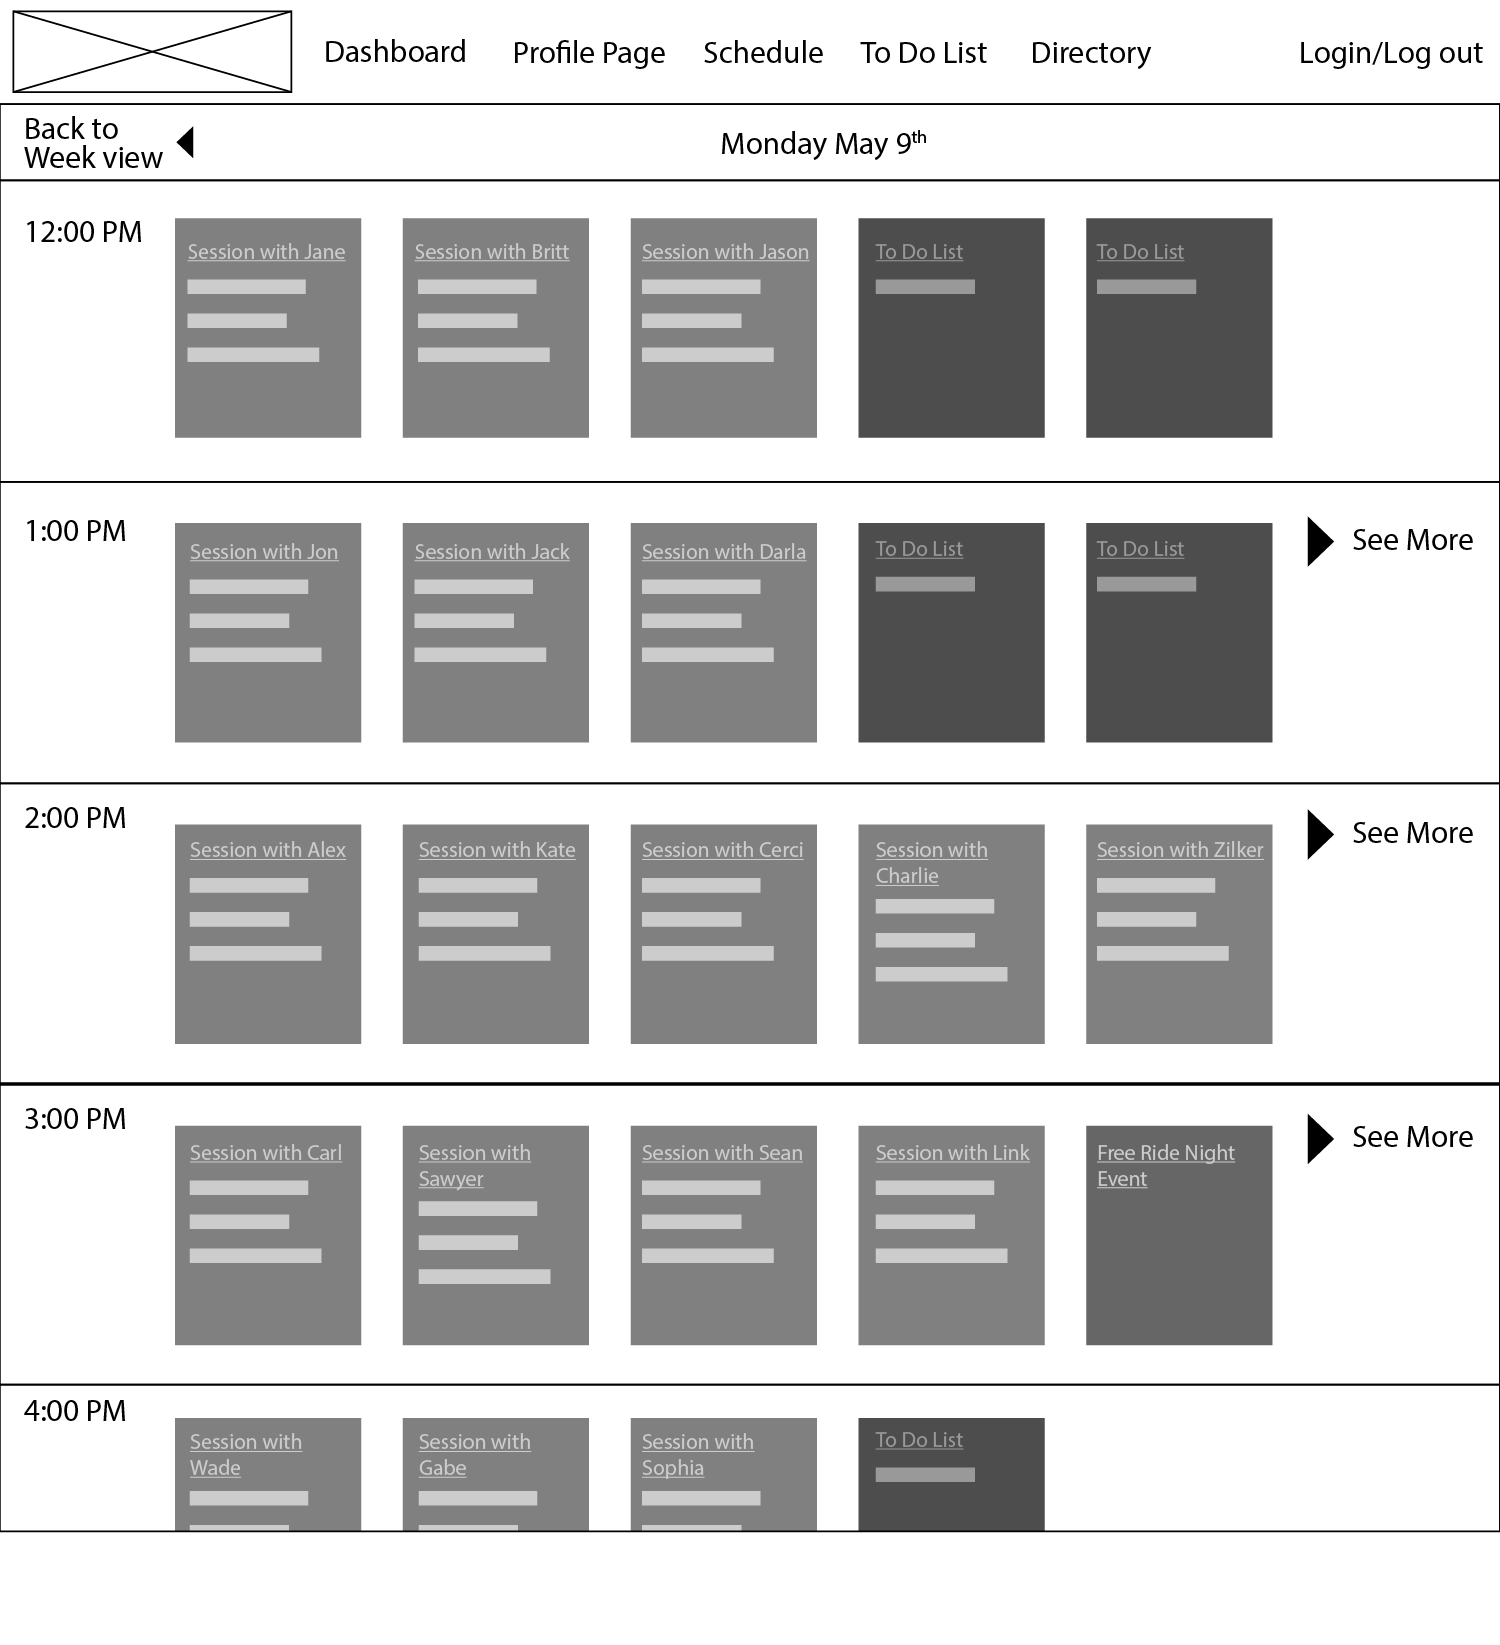 Dashboard Profile Page Schedule To Do List Directory Login/Log out
Back to
Week view
Monday May 9th
12:00 PM
Session with Jane
Session with Britt
Session with Jason
To Do List
To Do List
1:00 PM
Session with Jon
Session with Jack
Session with Darla
To Do List
To Do List
See More
2:00 PM
Session with Alex
Session with Kate
Session with Cerci
Session with
Charlie
Session with Zilker
See More
3:00 PM
Session with Carl
Session with
Sawyer
Session with Sean
Session with Link
Free Ride Night
Event
See More
4:00 PM
Session with
Wade
Session with
Gabe
Session with
Sophia
To Do List